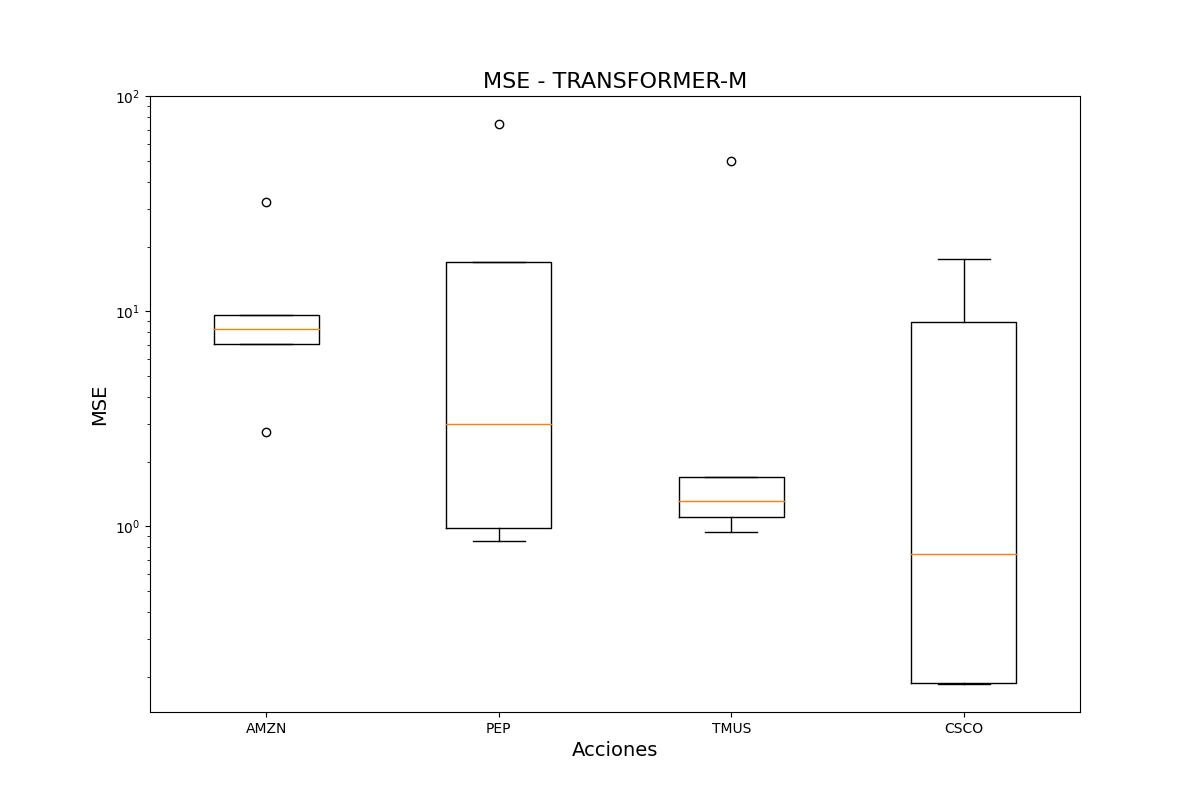 MSE - TRANSFORMER-M
10²
10¹
10⁰
MSE
AMZN PEP TMUS CSCO
Acciones